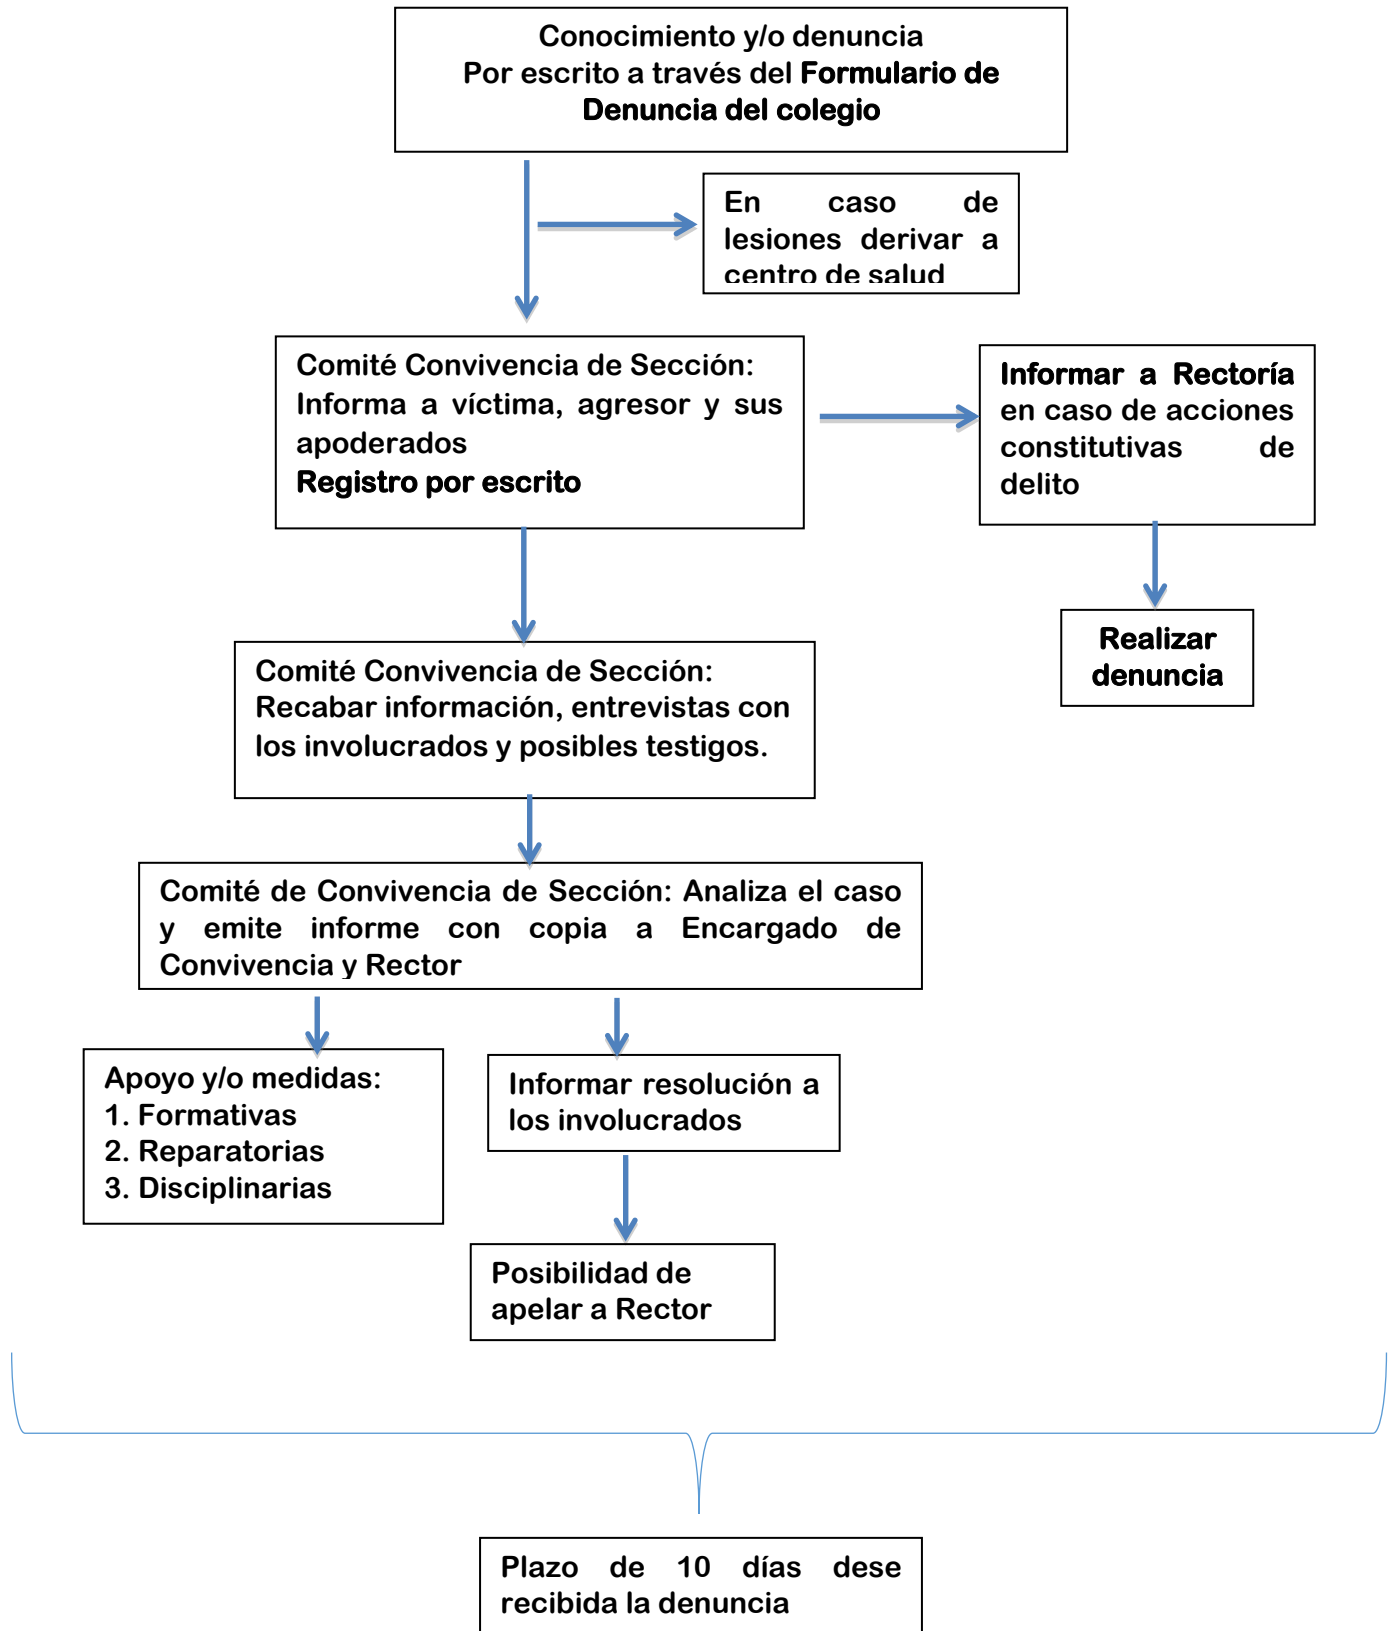 Conocimiento y/o denuncia
Por escrito a través del Formulario de
Denuncia del colegio
En caso de
lesiones derivar a
centro de salud
Comité Convivencia de Sección:
Informa a víctima, agresor y sus
apoderados
Registro por escrito
Informar a Rectoría
en caso de acciones
constitutivas de
delito
Realizar
denuncia
Comité Convivencia de Sección:
Recabar información, entrevistas con
los involucrados y posibles testigos.
Comité de Convivencia de Sección: Analiza el caso
y emite informe con copia a Encargado de
Convivencia y Rector
Apoyo y/o medidas:
1. Formativas
2. Reparatorias
3. Disciplinarias
Informar resolución a
los involucrados
Posibilidad de
apelar a Rector
Plazo de 10 días dese
recibida la denuncia